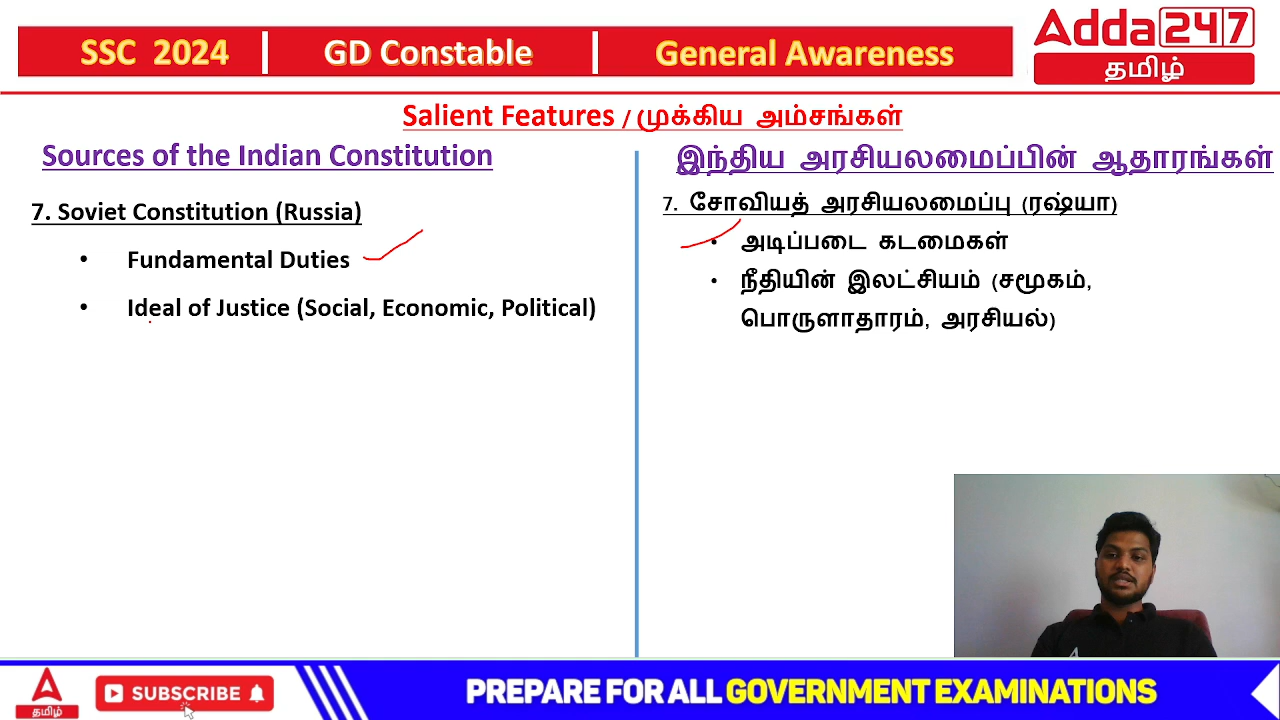 SSC 2024 GD Constable General Awareness
Adda247
தமிழ்
Salient Features / முக்கிய அம்சங்கள்
Sources of the Indian Constitution
7. Soviet Constitution (Russia)
• Fundamental Duties
• Ideal of Justice (Social, Economic, Political)
இந்திய அரசியலமைப்பின் ஆதாரங்கள்
7. சோவியத் அரசியலமைப்பு (ரஷ்யா)
• அடிப்படை கடமைகள்
• நீதியின் இலட்சியம் (சமூகம்,
பொருளாதாரம், அரசியல்)
தமிழ்
SUBSCRIBE
PREPARE FOR ALL GOVERNMENT EXAMINATIONS